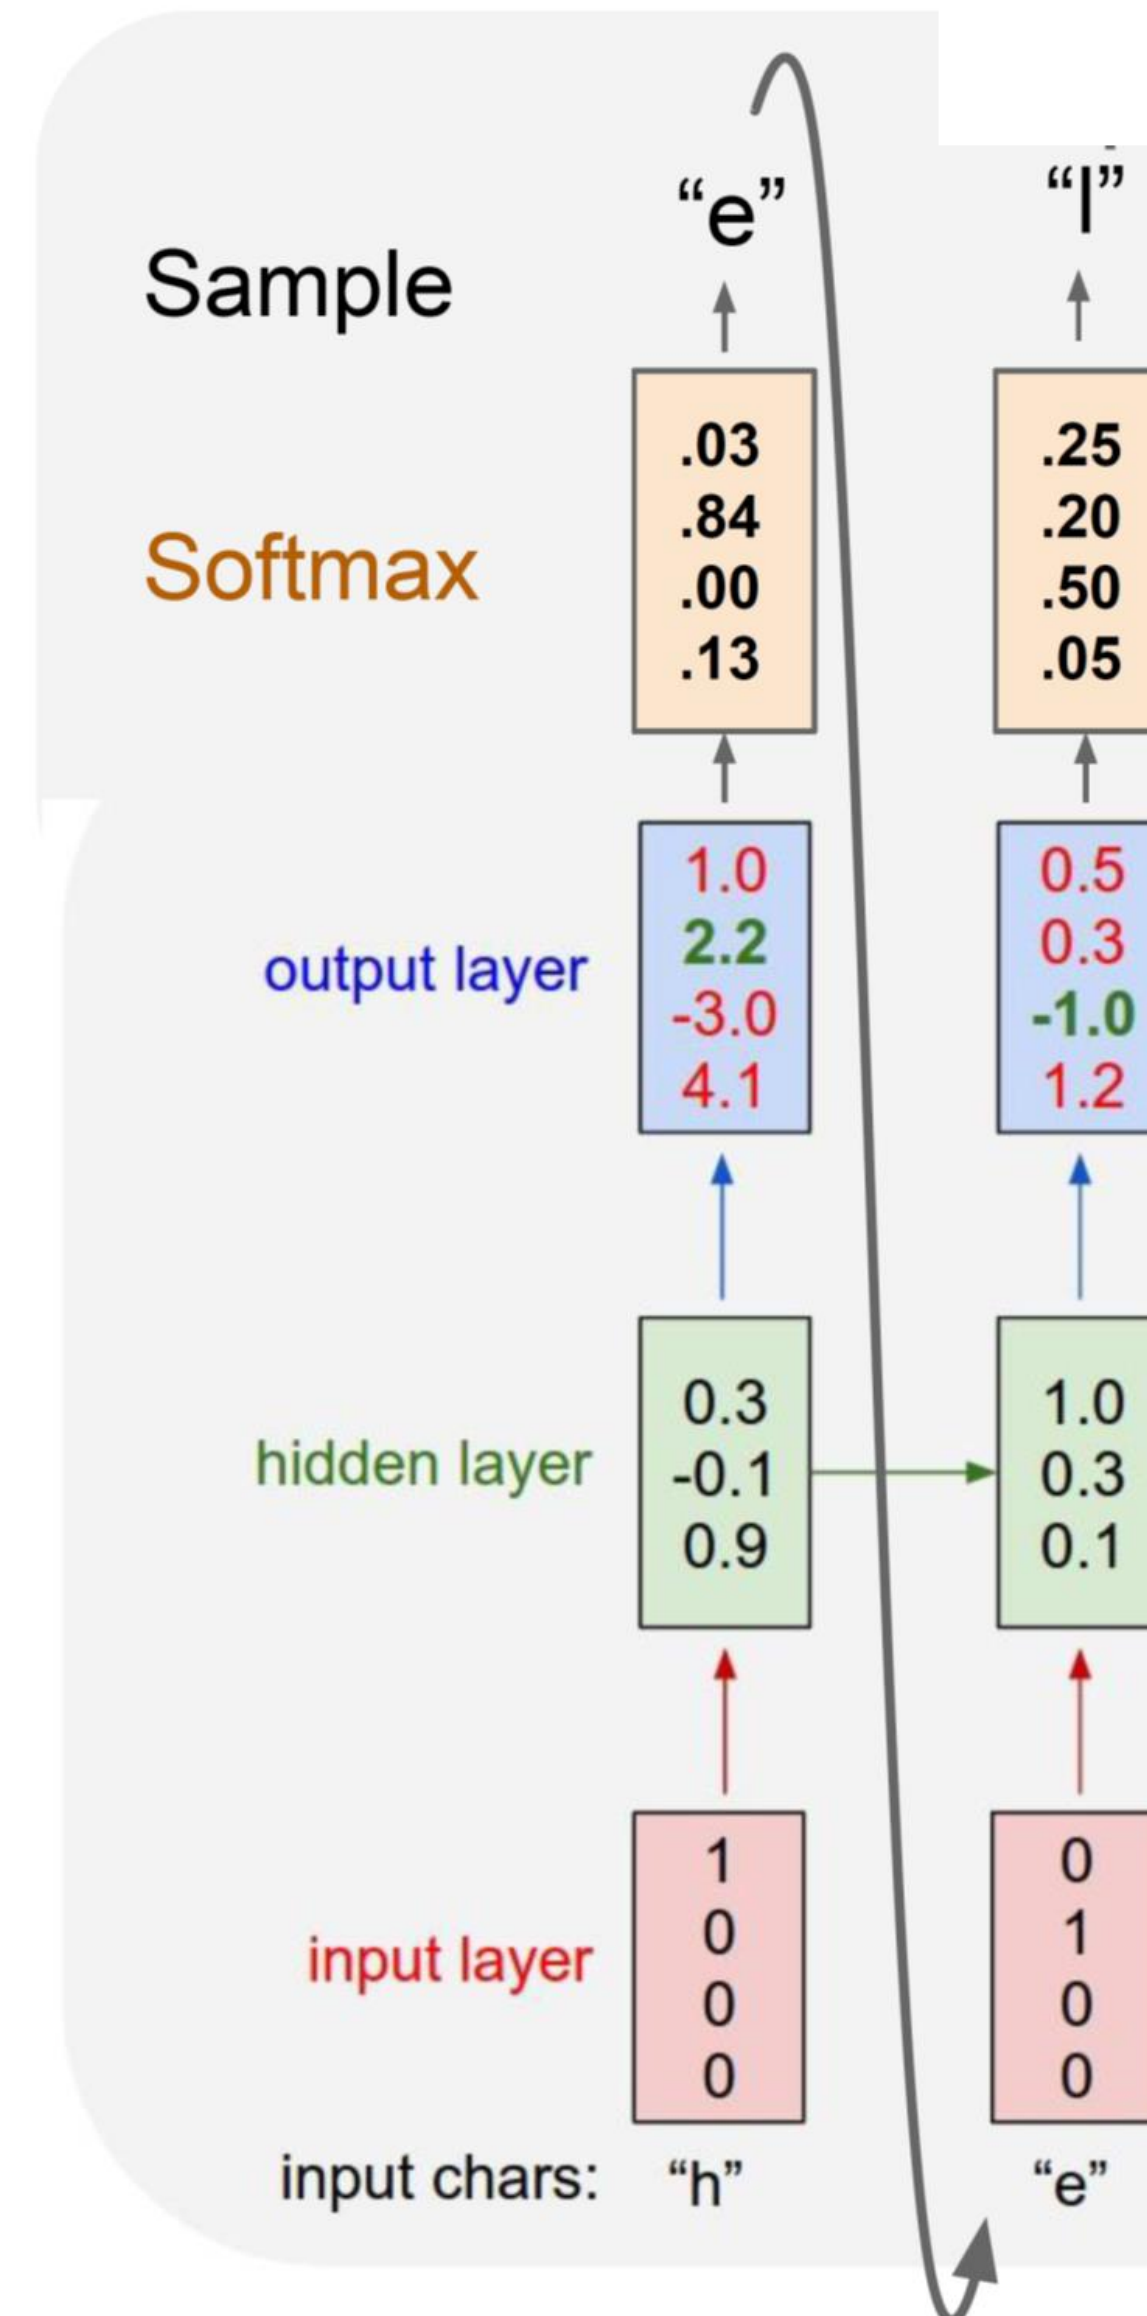 “e” “l”
Sample
.03 .25
.84 .20
Softmax
.00 .50
.13 .05
1.0 0.5
2.2 0.3
output layer
-3.0 -1.0
4.1 1.2
0.3 1.0
hidden layer
-0.1 0.3
0.9 0.1
1 0
0 1
input layer
0 0
0 0
input chars: “h” “e”